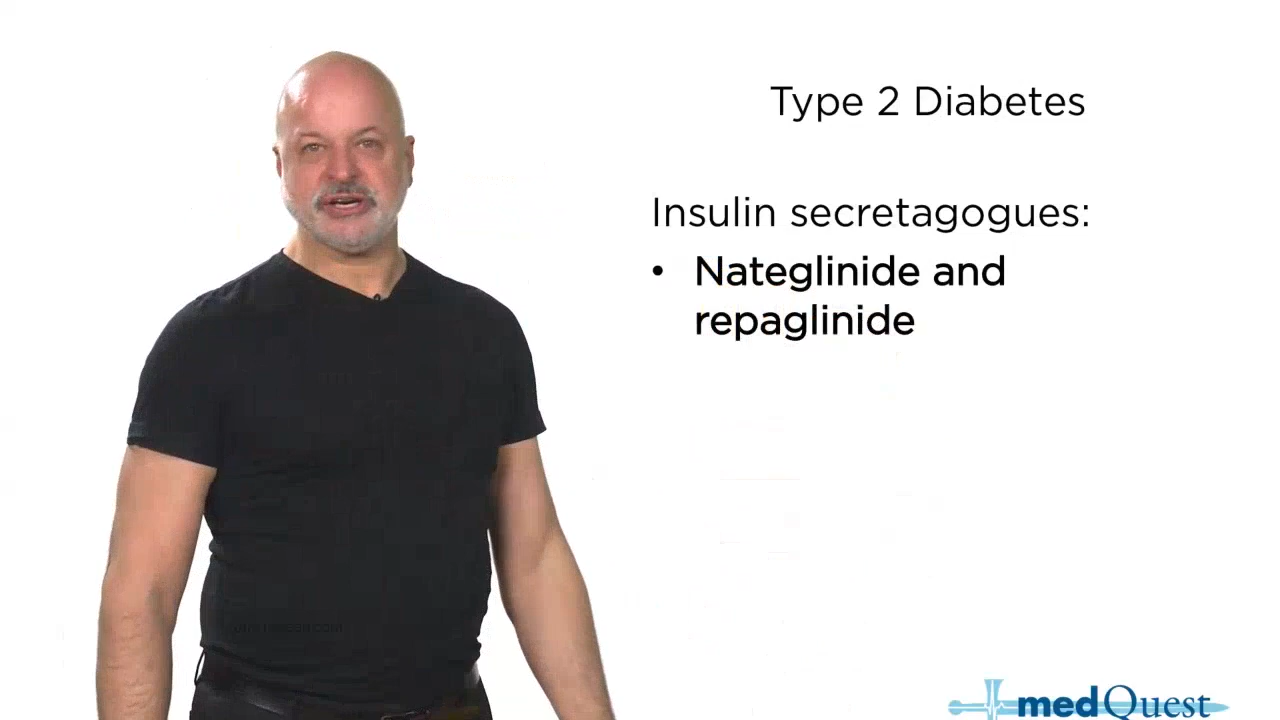 Type 2 Diabetes
Insulin secretagogues:
• Nateglinide and
repaglinide
medQuest